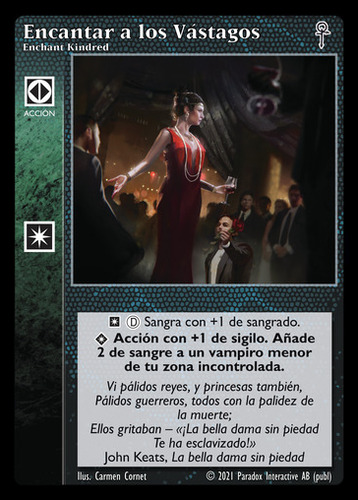 Encantar a los Vástagos
Enchant Kindred
ACCIÓN
D Sangra con +1 de sangrado.
Acción con +1 de sigilo. Añade
2 de sangre a un vampiro menor
de tu zona incontrolada.
Vi pálidos reyes, y princesas también,
Pálidos guerreros, todos con la palidez de
la muerte;
Ellos gritaban – «¡La bella dama sin piedad
Te ha esclavizado!»
John Keats, La bella dama sin piedad
Ilus. Carmen Cornet
© 2021 Paradox Interactive AB (publ)